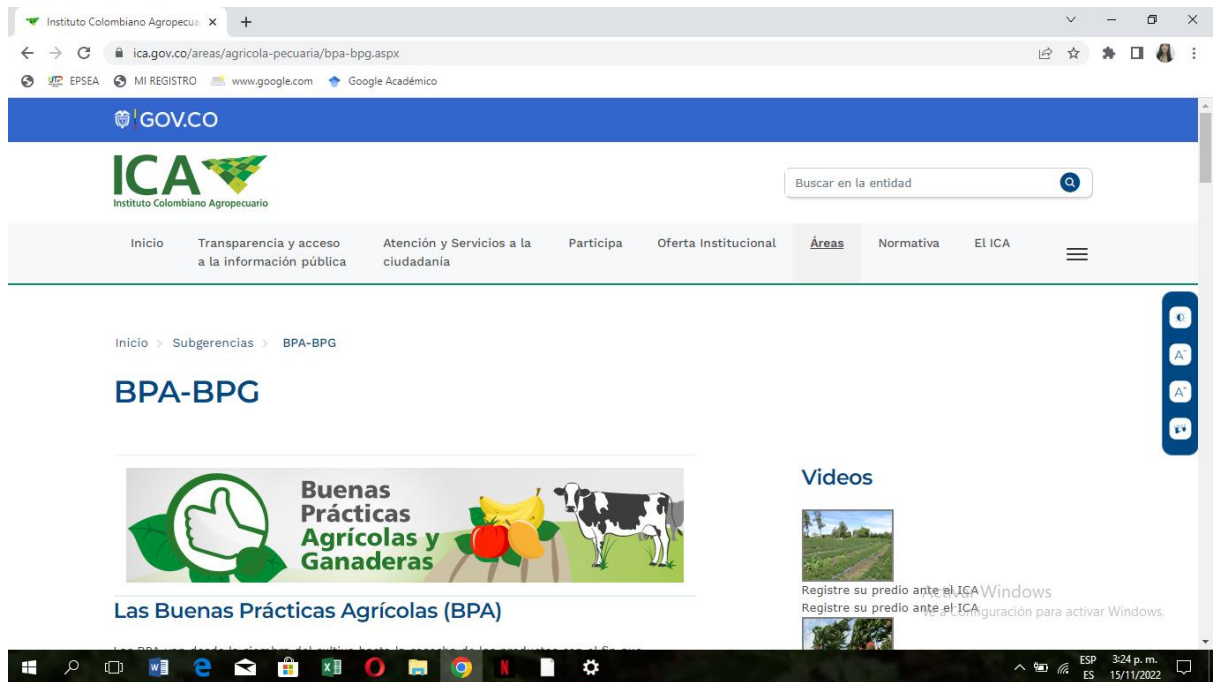 Instituto Colombiano Agropecua
ica.gov.co/areas/agricola-pecuaria/bpa-bpg.aspx
EPSEA MI REGISTRO www.google.com Google Académico
GOV.CO
ICA
Instituto Colombiano Agropecuario
Buscar en la entidad
Inicio Transparencia y acceso Atención y Servicios a la Participa Oferta Institucional Áreas Normativa El ICA
a la información pública ciudadanía
Inicio > Subgerencias > BPA-BPG
BPA-BPG
Buenas
Prácticas
Agrícolas y
Ganaderas
Videos
Registre su predio ante el ICA
Registre su predio ante el ICA
Activar Windows
Ve a Configuración para activar Windows.
Las Buenas Prácticas Agrícolas (BPA)
ESP 3:24 p. m.
ES 15/11/2022